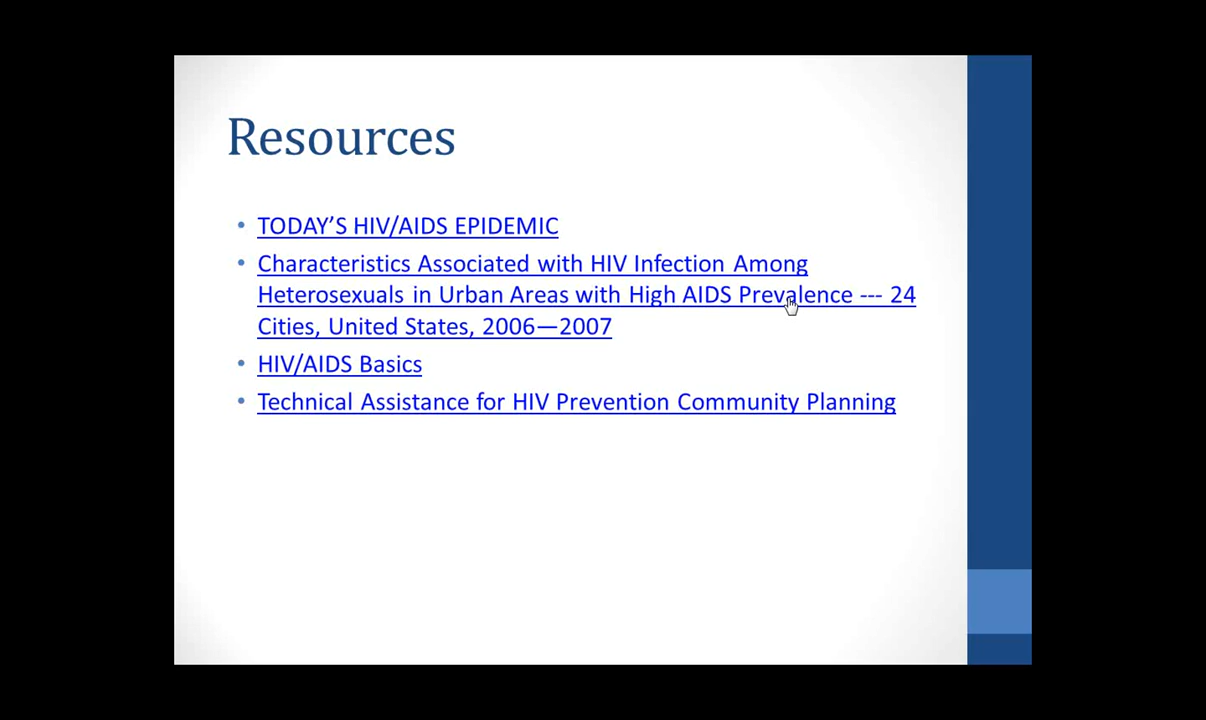 Resources
• TODAY’S HIV/AIDS EPIDEMIC
• Characteristics Associated with HIV Infection Among
Heterosexuals in Urban Areas with High AIDS Prevalence --- 24
Cities, United States, 2006—2007
• HIV/AIDS Basics
• Technical Assistance for HIV Prevention Community Planning